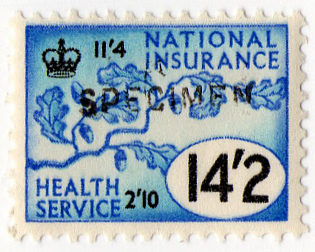 11'4
NATIONAL
INSURANCE
SPECIMEN
HEALTH
SERVICE 2'10
14'2